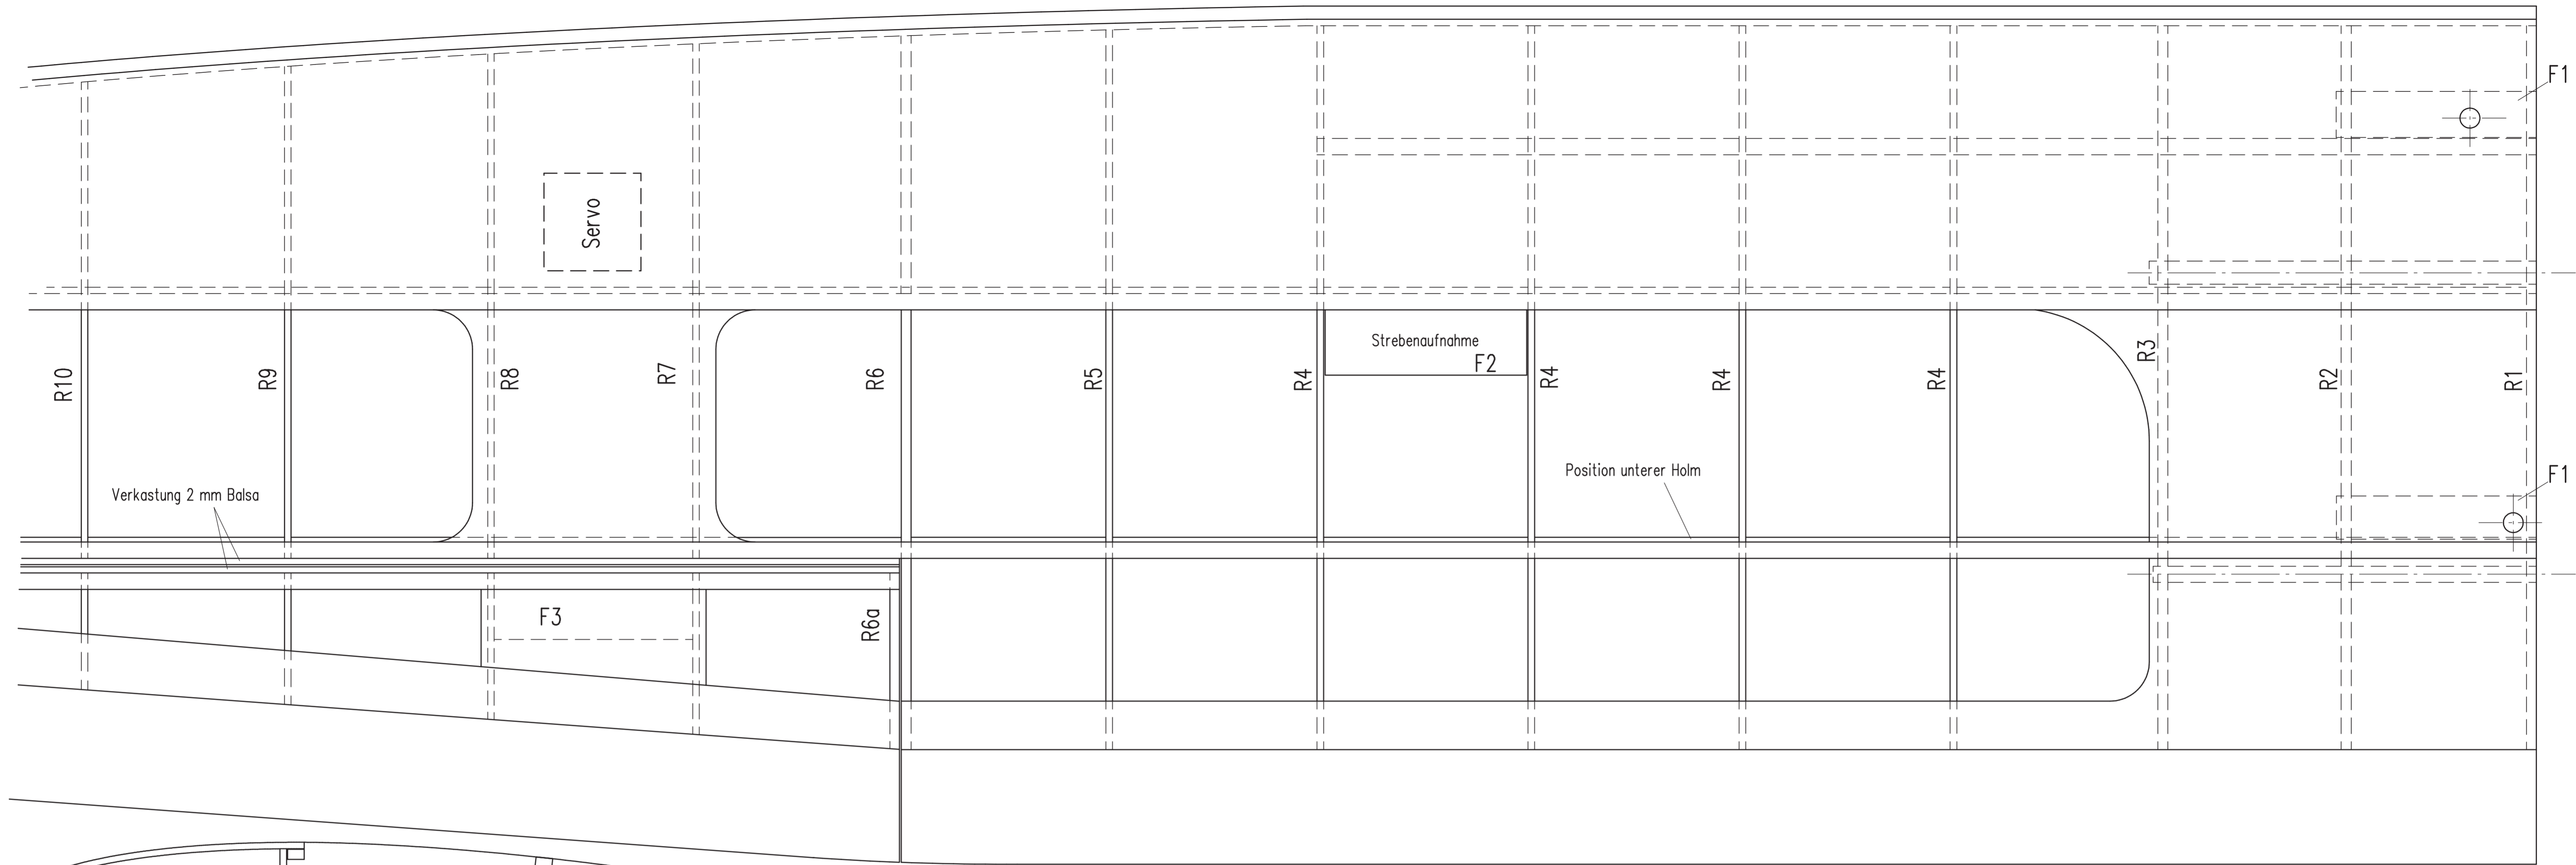 F1
Servo
Strebenaufnahme
F2
R10
R9
R8
R7
R6
R5
R4
R4
R4
R4
R3
R2
R1
Position unterer Holm
F1
Verkastung 2 mm Balsa
F3
R6a